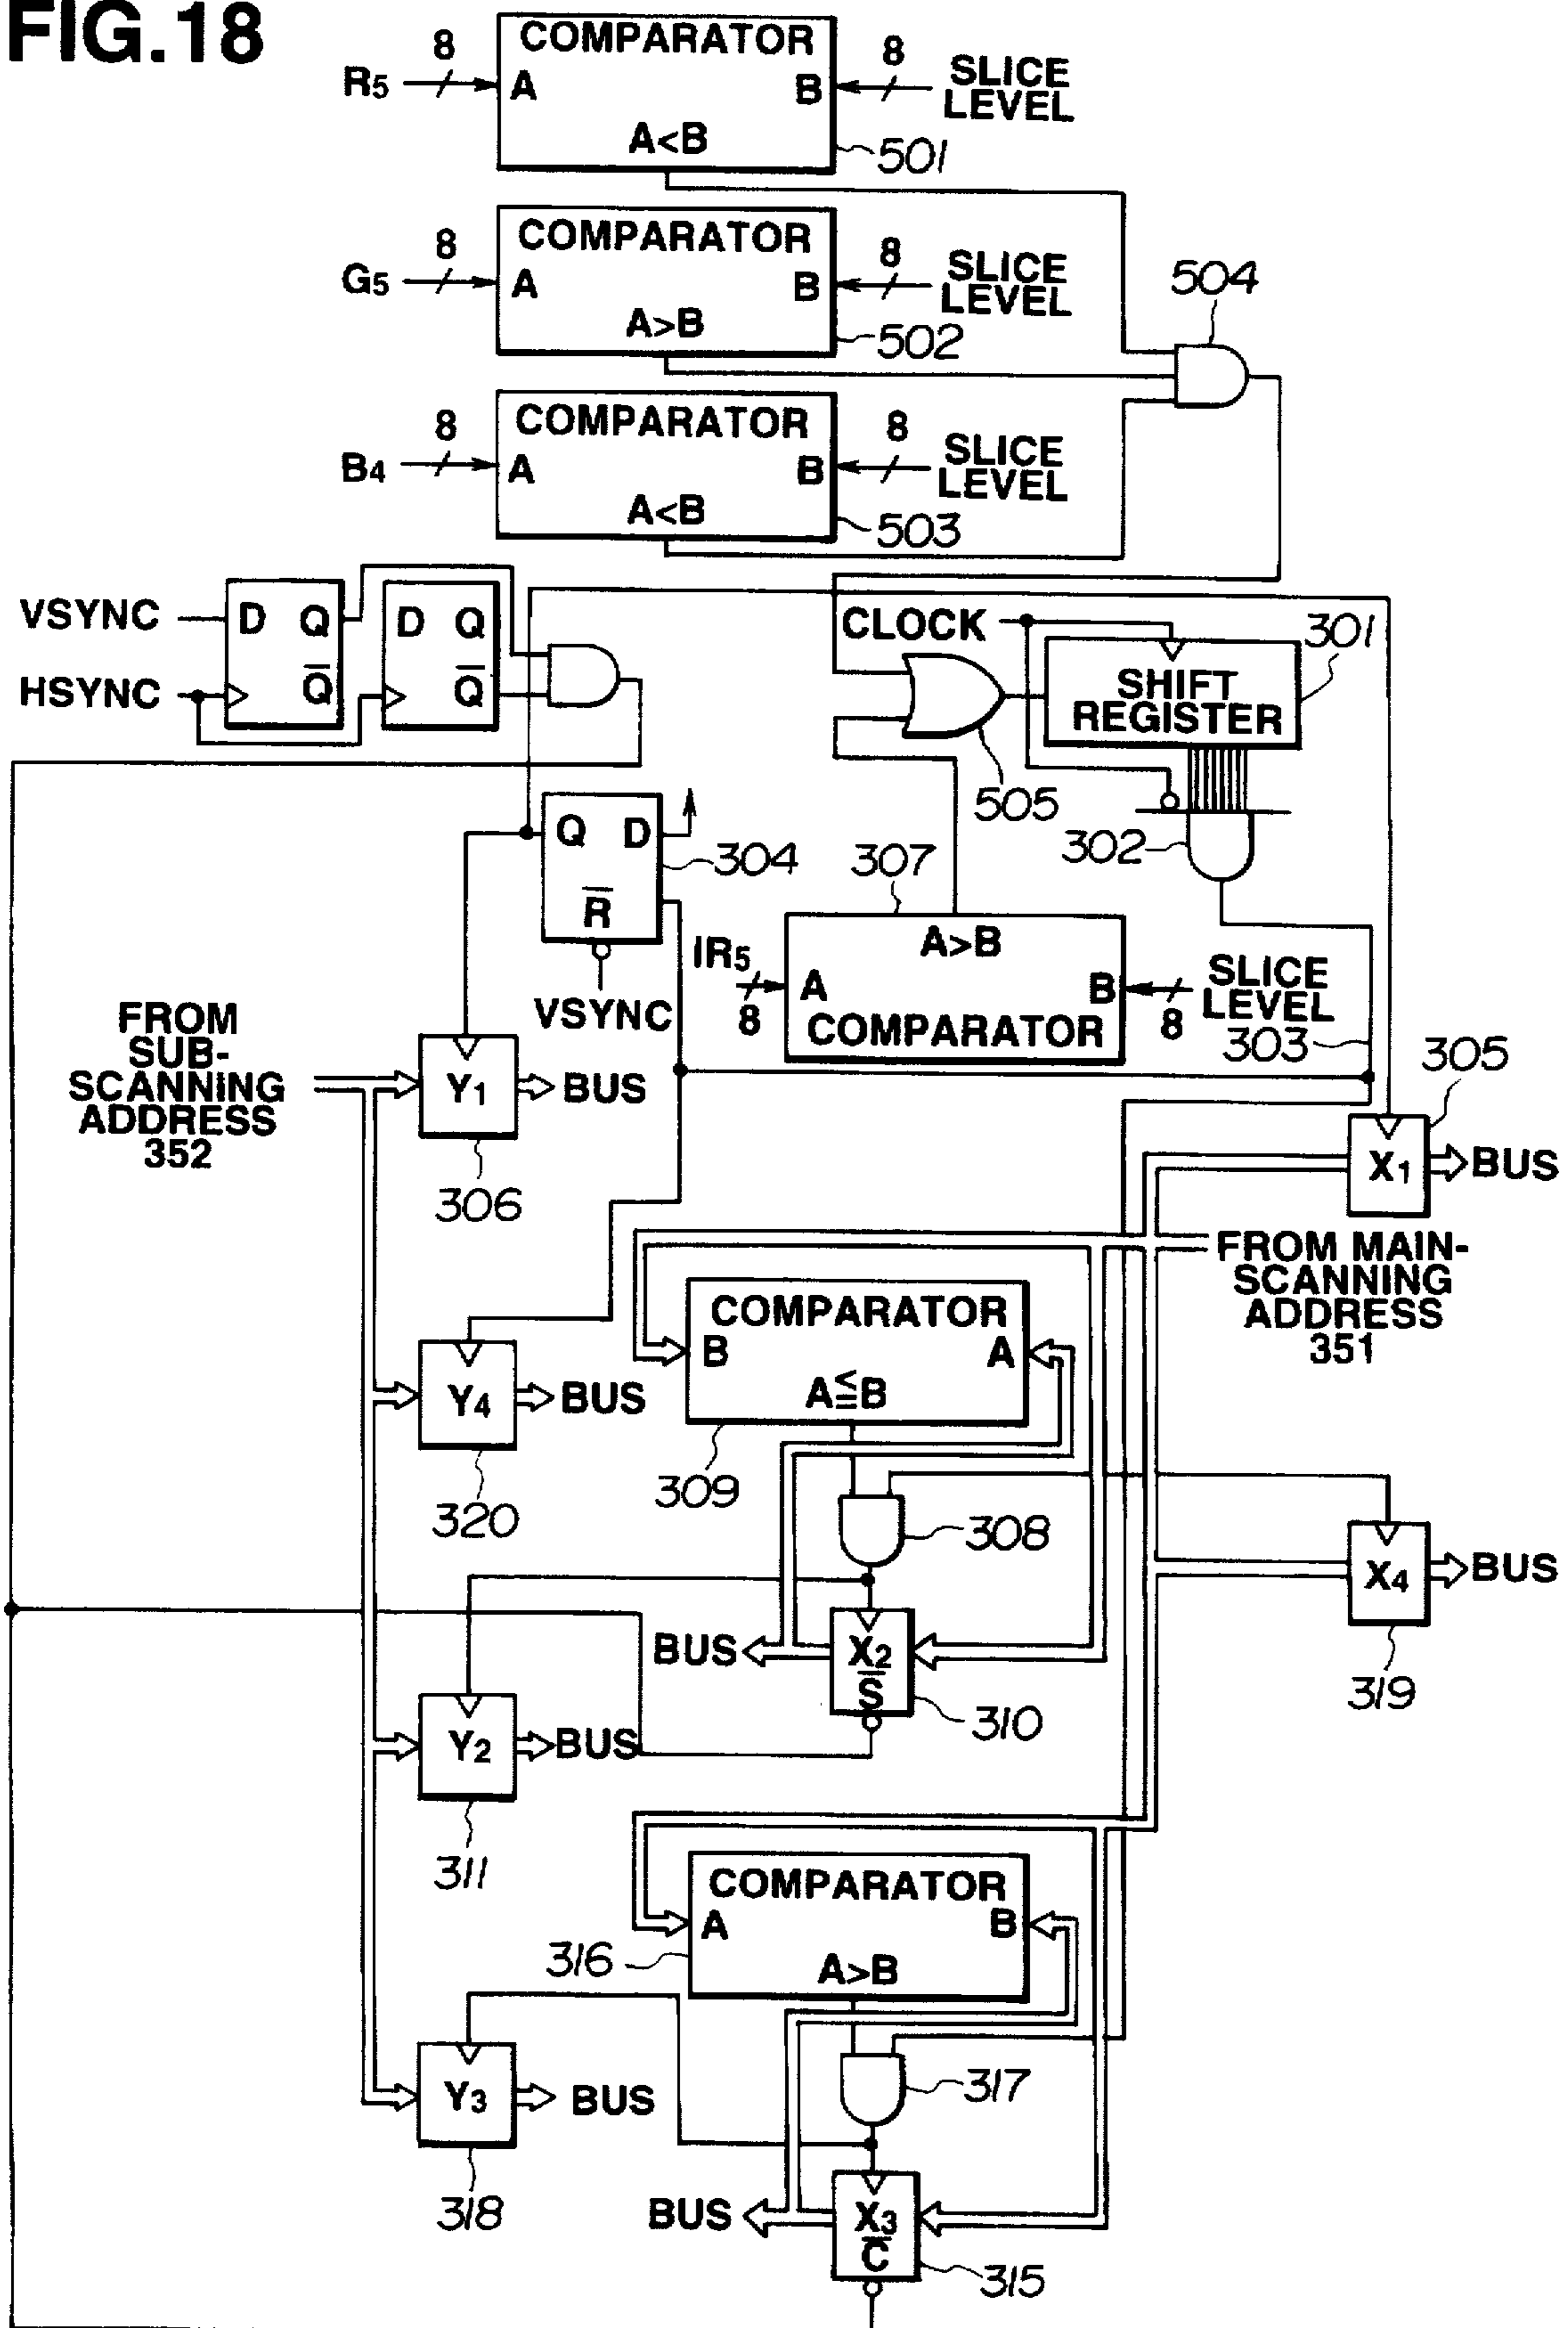 FIG.18
COMPARATOR
8
R5
A
B
8
SLICE
LEVEL
A<B
501
COMPARATOR
8
G5
A
B
8
SLICE
LEVEL
A>B
502
504
COMPARATOR
8
B4
A
B
8
SLICE
LEVEL
A<B
503
VSYNC
D Q
Q̅
D Q
Q̅
HSYNC
CLOCK
301
SHIFT
REGISTER
505
302
Q D
R̅
304
VSYNC
307
A>B
IR5
8
A
B
COMPARATOR
8
SLICE
LEVEL
303
305
FROM
SUB-
SCANNING
ADDRESS
352
Y1
BUS
306
X1
BUS
FROM MAIN-
SCANNING
ADDRESS
351
COMPARATOR
B
A
A≦B
309
Y4
BUS
320
308
X4
BUS
319
BUS
X2
S̅
310
Y2
BUS
311
COMPARATOR
A
B
A>B
316
317
Y3
BUS
318
BUS
X3
C̅
315